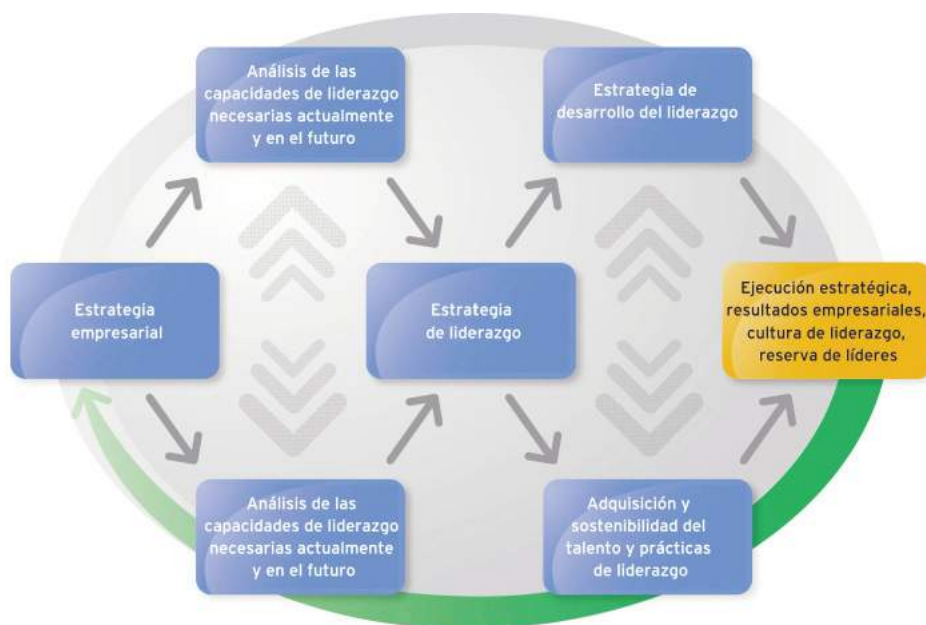 Análisis de las
capacidades de liderazgo
necesarias actualmente
y en el futuro
Estrategia de
desarrollo del liderazgo
Estrategia
empresarial
Estrategia
de liderazgo
Ejecución estratégica,
resultados empresariales,
cultura de liderazgo,
reserva de líderes
Análisis de las
capacidades de liderazgo
necesarias actualmente
y en el futuro
Adquisición y
sostenibilidad del
talento y prácticas
de liderazgo